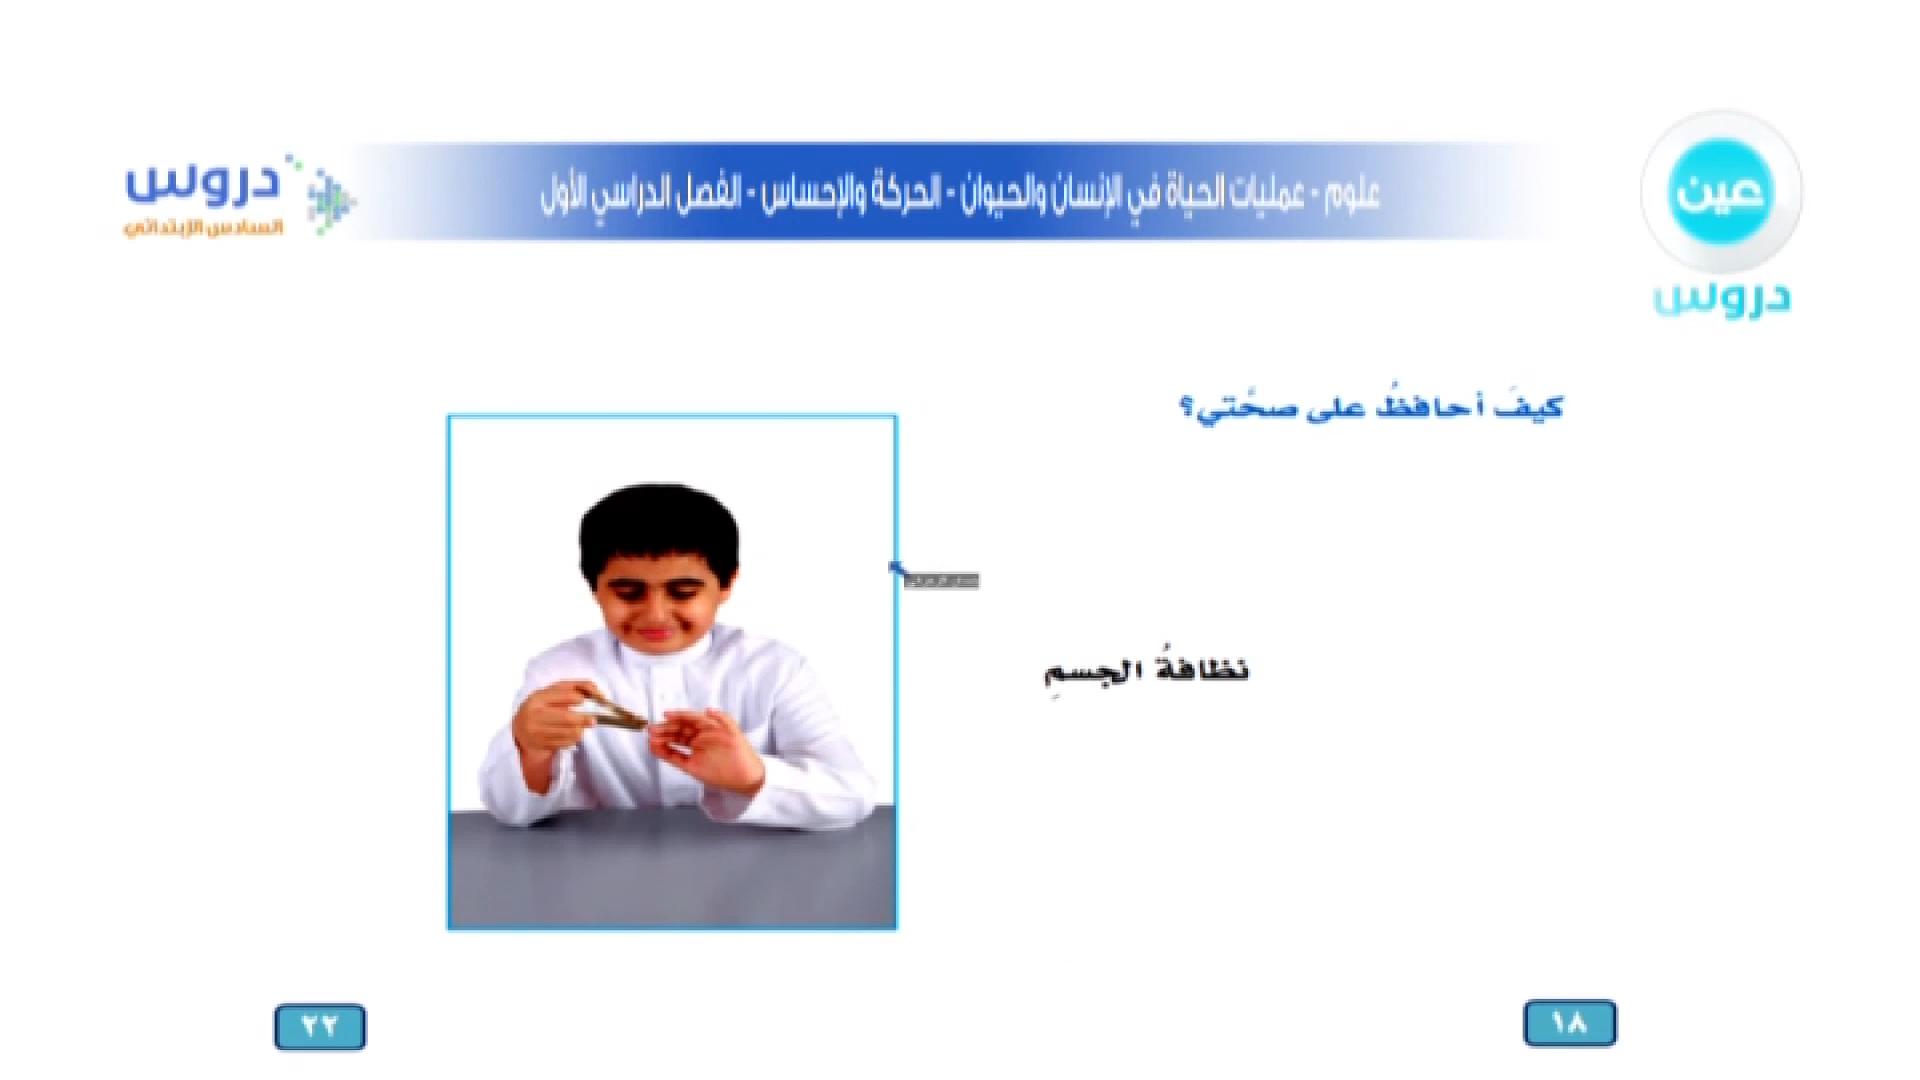 علوم - عمليات الحياة في الإنسان والحيوان - الحركة والإحساس - الفصل الدراسي الأول
عين
دروس
دروس
السادس الإبتدائي
كيفَ أحافظُ على صحَّتي؟
نظافةُ الجسمِ
١٨
٢٢